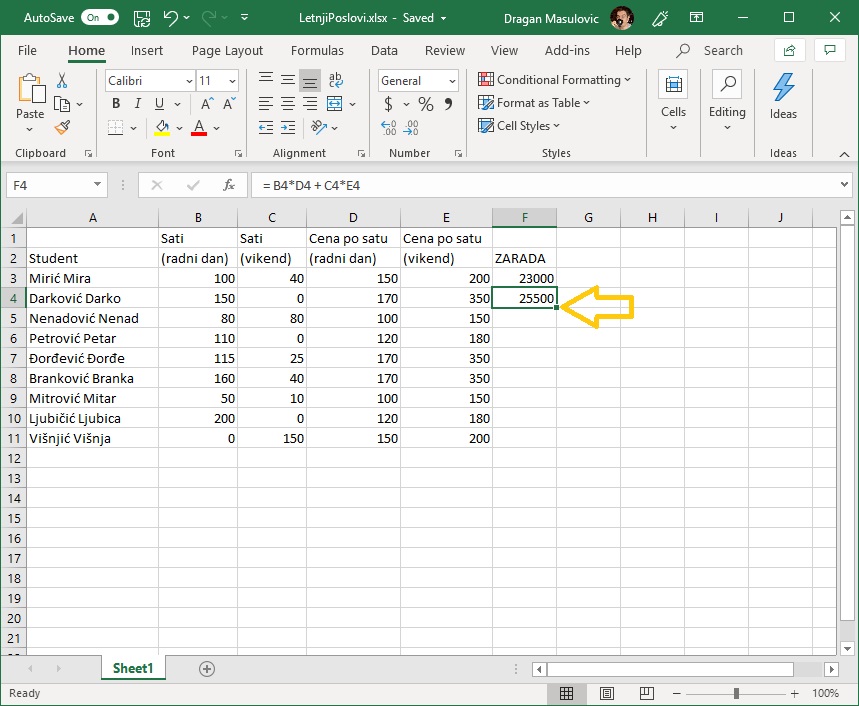 AutoSave On LetnjiPoslovi.xlsx - Saved Dragan Masulovic
File Home Insert Page Layout Formulas Data Review View Add-ins Help Search
Paste Calibri 11 ab c General Conditional Formatting Cells Editing Ideas
B I U A A $ % Format as Table
A Cell Styles
Clipboard Font Alignment Number Styles Ideas
F4 fx = B4*D4 + C4*E4
A B C D E F G H I J
1 Sati Sati Cena po satu Cena po satu
2 Student (radni dan) (vikend) (radni dan) (vikend) ZARADA
3 Mirić Mira 100 40 150 200 23000
4 Darković Darko 150 0 170 350 25500
5 Nenadović Nenad 80 80 100 150
6 Petrović Petar 110 0 120 180
7 Đorđević Đorđe 115 25 170 350
8 Branković Branka 160 40 170 350
9 Mitrović Mitar 50 10 100 150
10 Ljubičić Ljubica 200 0 120 180
11 Višnjić Višnja 0 150 150 200
12
13
14
15
16
17
18
19
20
21
Sheet1
Ready 100%